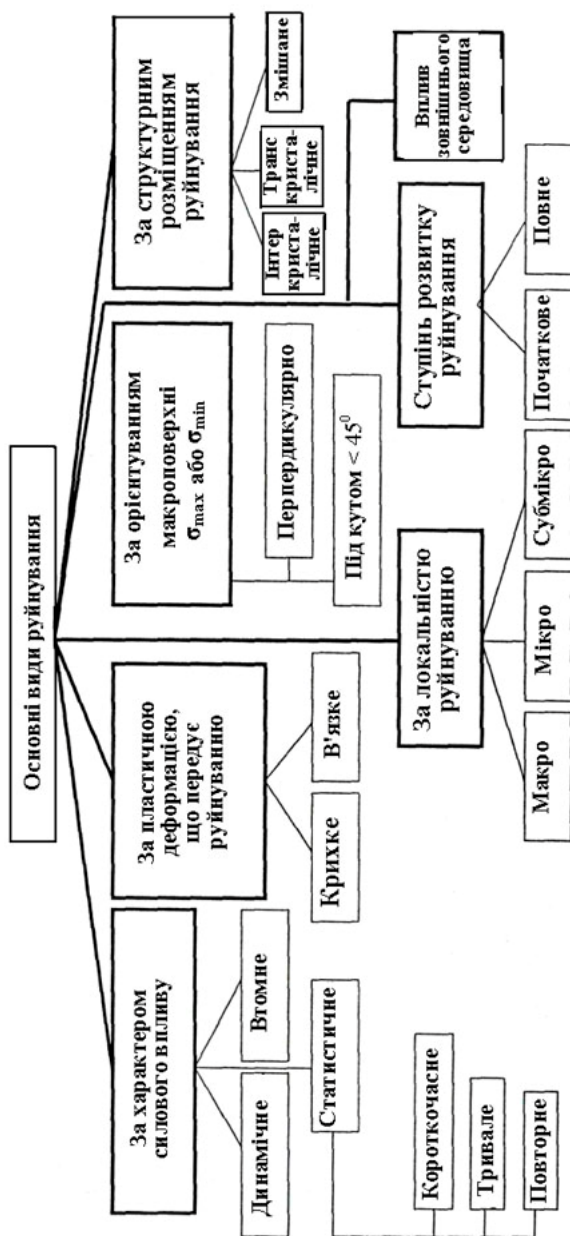 Основні види руйнування
За характером
силового впливу
За пластичною
деформацією,
що передує
руйнуванню
За орієнтуванням
макроповерхні
σmax або σmin
За структурним
розміщенням
руйнування
Динамічне
Втомне
Статистичне
Короткочасне
Тривале
Повторне
Крихке
В'язке
Перпердикулярно
Під кутом < 45⁰
Інтер
криста-
лічне
Транс
криста-
лічне
Змішане
За локальністю
руйнуванню
Ступінь розвитку
руйнування
Вплив
зовнішнього
середовища
Макро
Мікро
Субмікро
Початкове
Повне